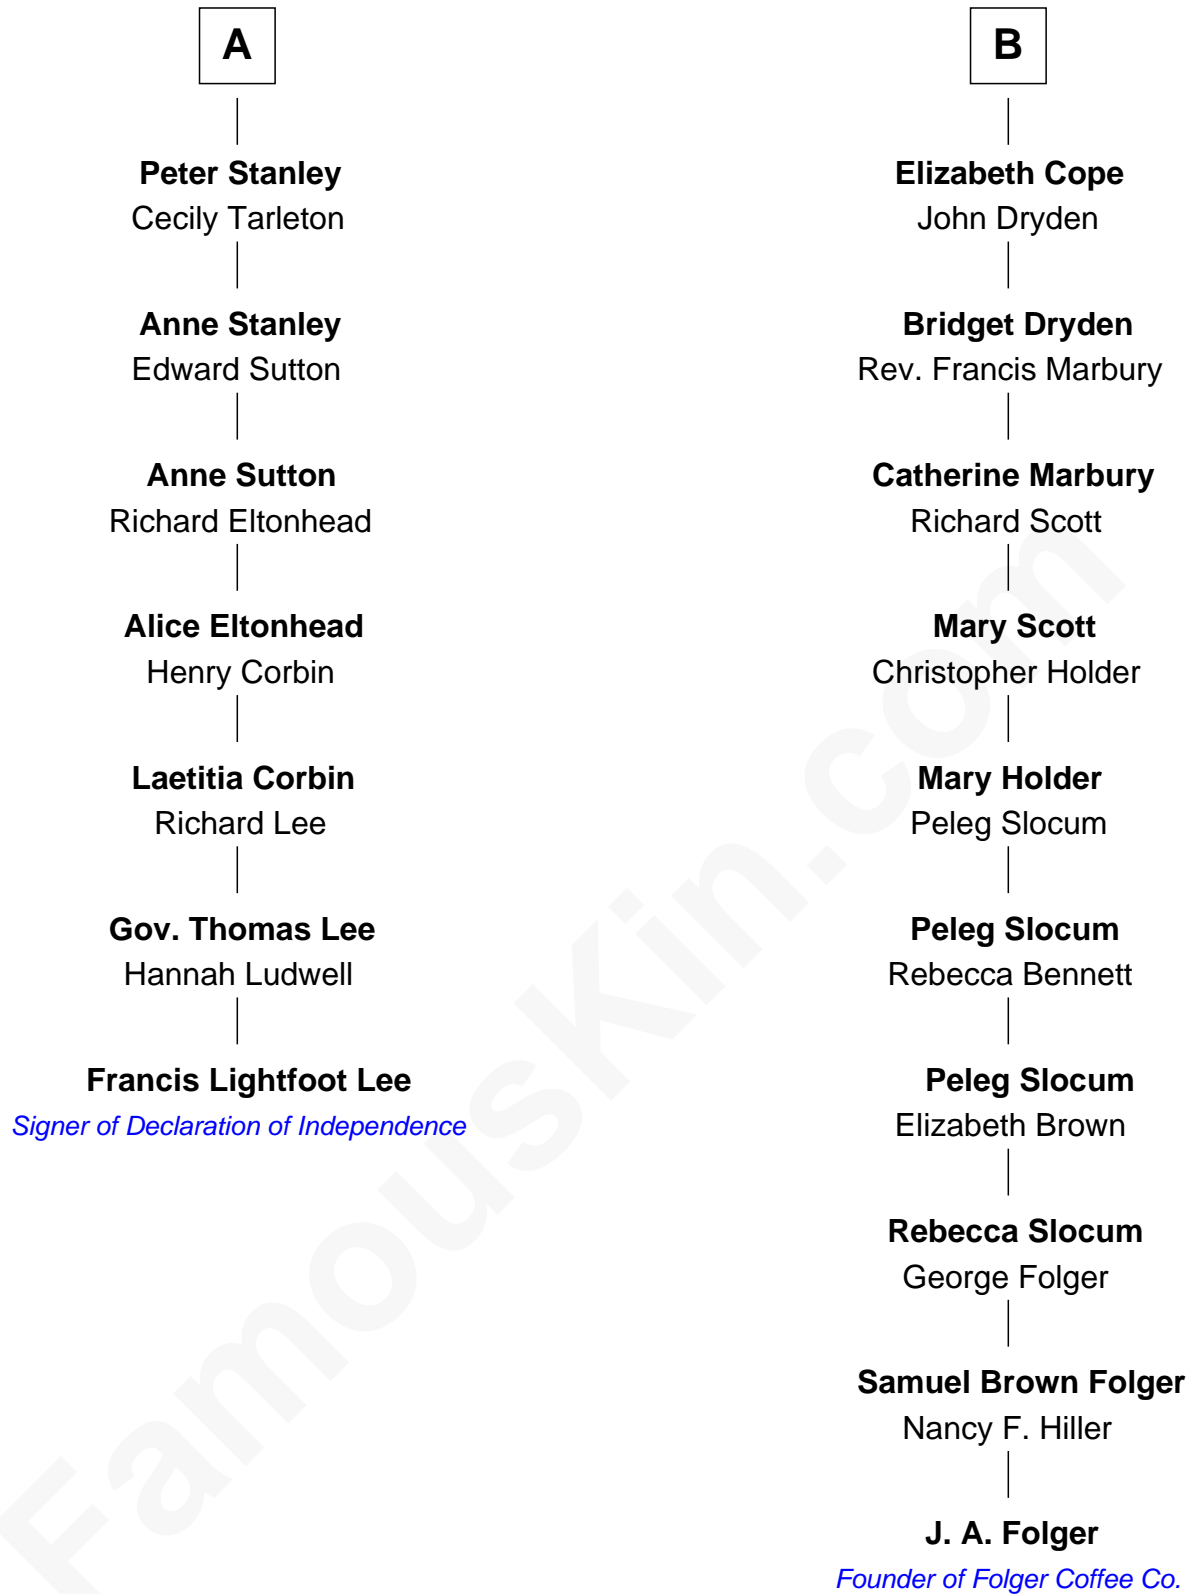 A
Peter Stanley
Cecily Tarleton
Anne Stanley
Edward Sutton
Anne Sutton
Richard Eltonhead
Alice Eltonhead
Henry Corbin
Laetitia Corbin
Richard Lee
Gov. Thomas Lee
Hannah Ludwell
Francis Lightfoot Lee
Signer of Declaration of Independence
B
Elizabeth Cope
John Dryden
Bridget Dryden
Rev. Francis Marbury
Catherine Marbury
Richard Scott
Mary Scott
Christopher Holder
Mary Holder
Peleg Slocum
Peleg Slocum
Rebecca Bennett
Peleg Slocum
Elizabeth Brown
Rebecca Slocum
George Folger
Samuel Brown Folger
Nancy F. Hiller
J. A. Folger
Founder of Folger Coffee Co.
FamousKin.com